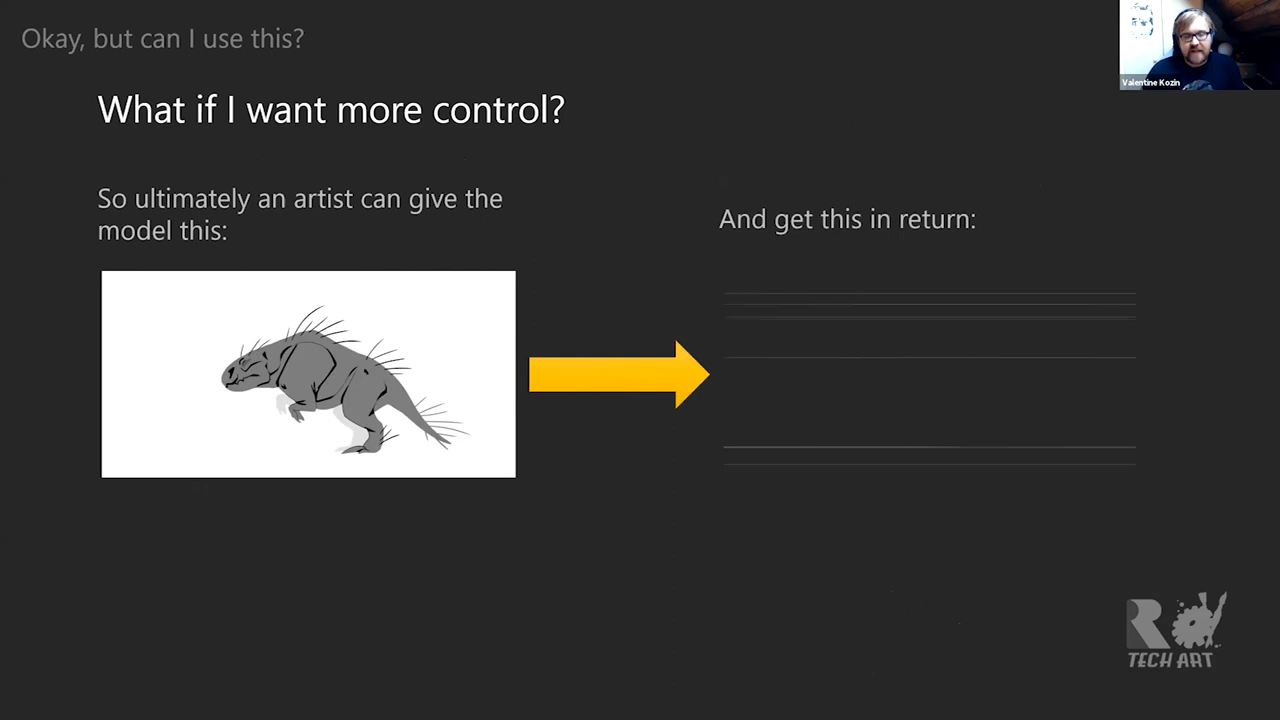 Okay, but can I use this?
Valentine Kozin
What if I want more control?
So ultimately an artist can give the
model this:
And get this in return:
R
TECH ART